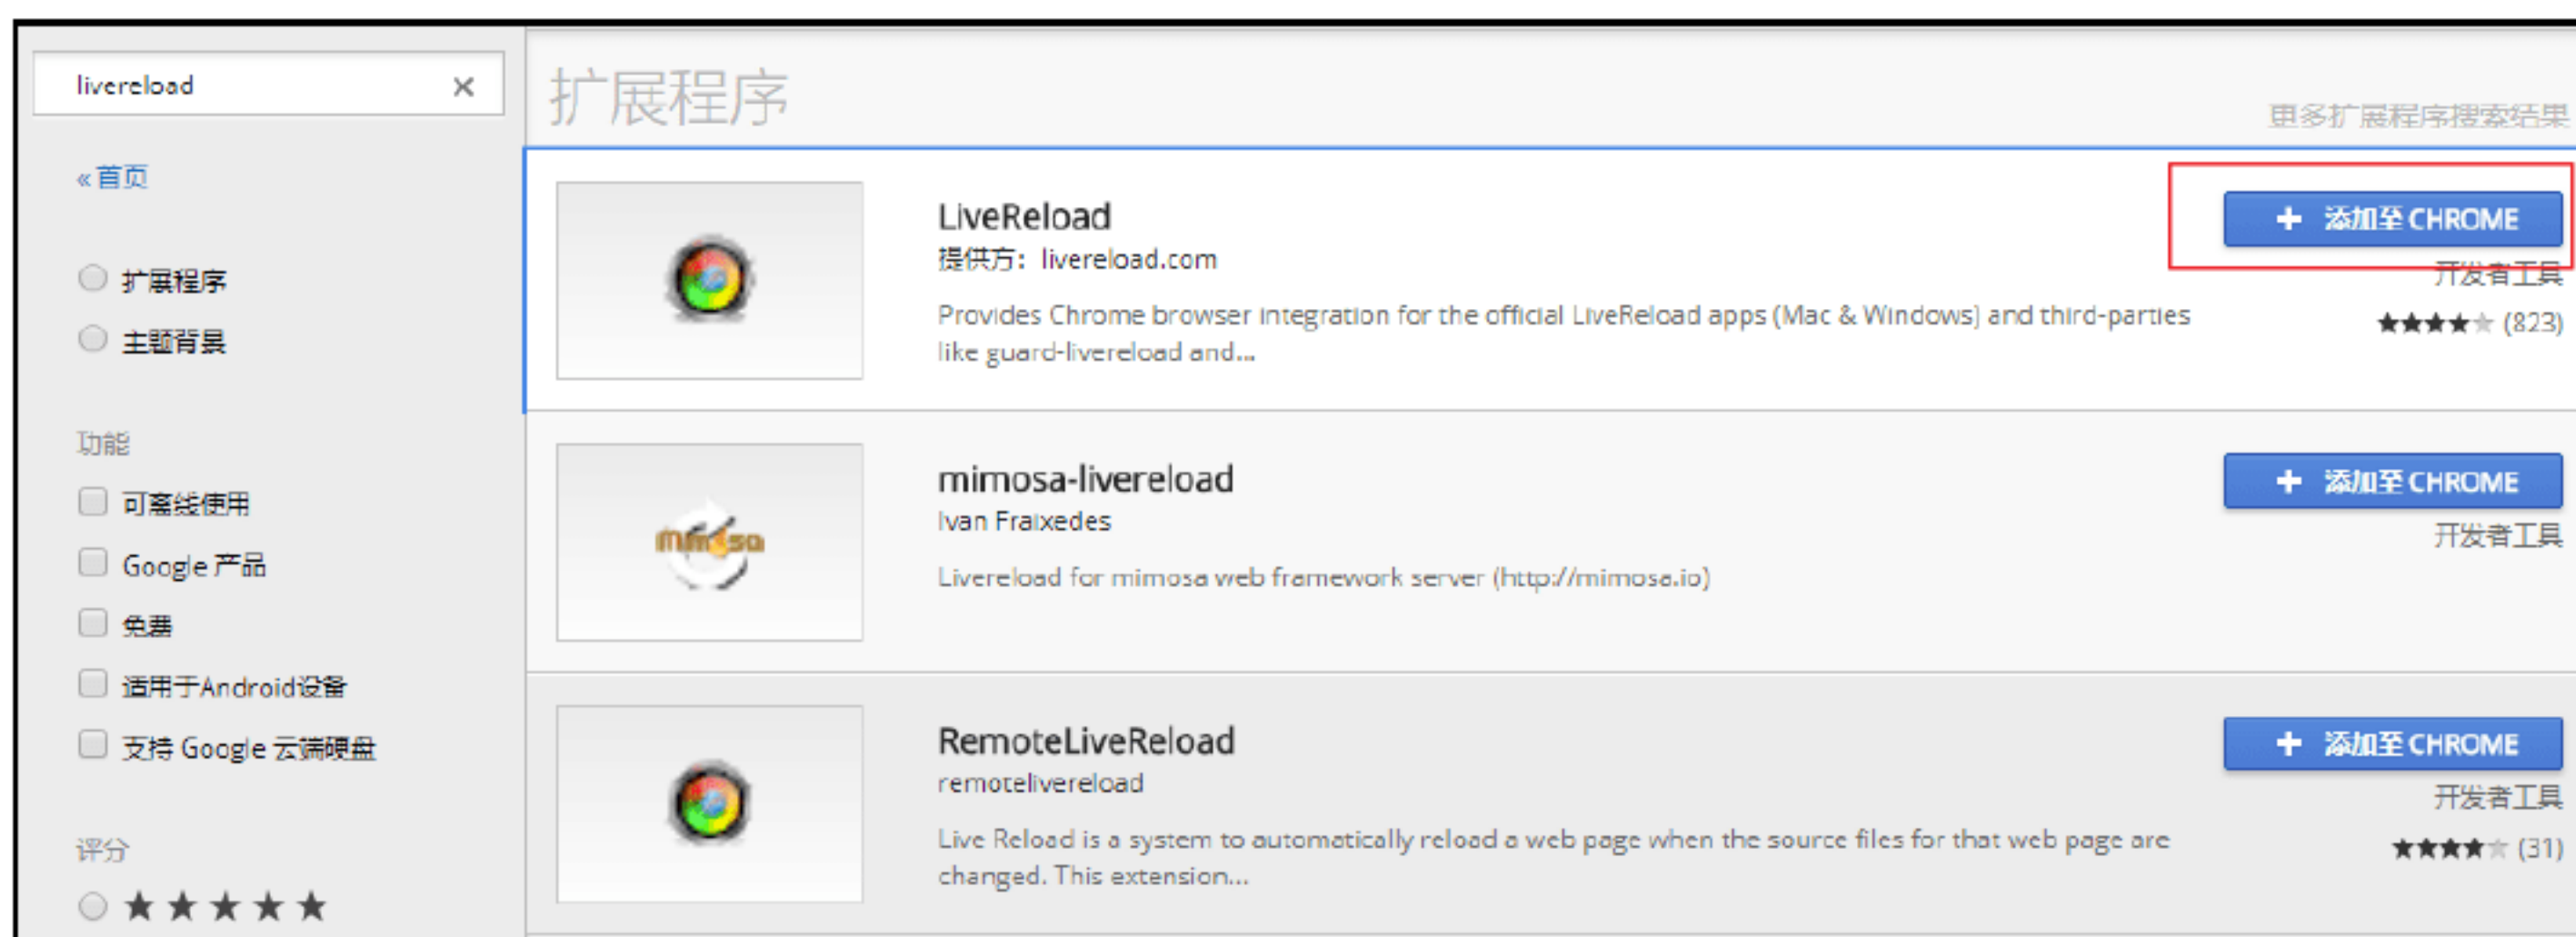 livereload
«首页
扩展程序
主题背景
功能
可离线使用
Google 产品
免费
适用于Android设备
支持 Google 云端硬盘
评分
扩展程序
更多扩展程序搜索结果
LiveReload
提供方：livereload.com
Provides Chrome browser integration for the official LiveReload apps (Mac & Windows) and third-parties
like guard-livereload and...
添加至 CHROME
开发者工具
(823)
mimosa
mimosa-livereload
Ivan Fraixedes
Livereload for mimosa web framework server (http://mimosa.io)
添加至 CHROME
开发者工具
RemoteLiveReload
remotelivereload
Live Reload is a system to automatically reload a web page when the source files for that web page are
changed. This extension...
添加至 CHROME
开发者工具
(31)